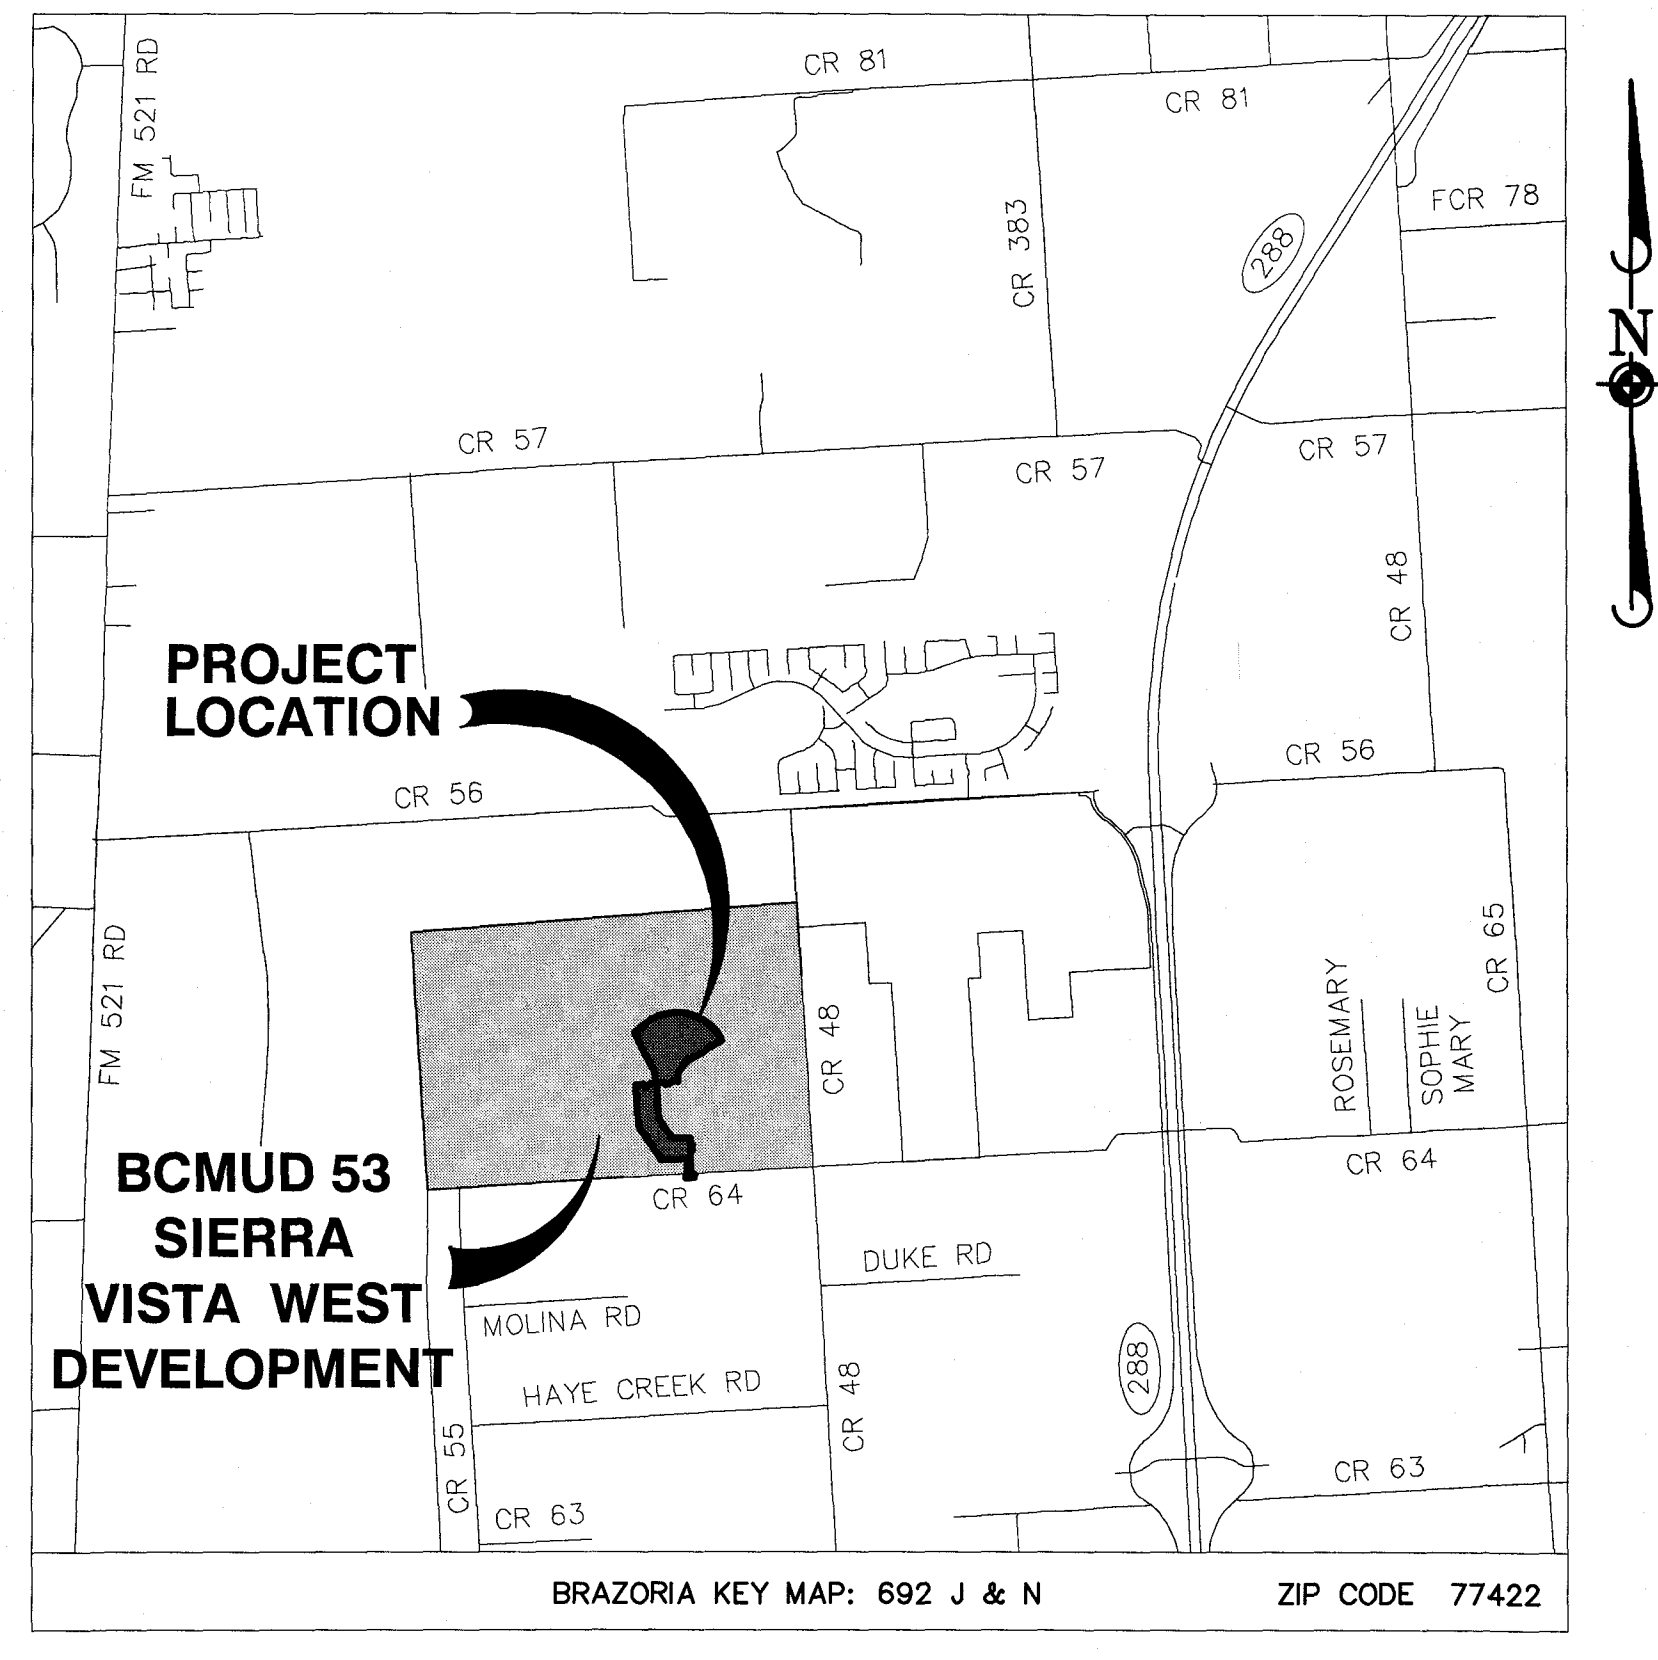 FM 521 RD
CR 81
CR 81
FCR 78
CR 383
288
N
CR 57
CR 57
CR 57
CR 48
PROJECT
LOCATION
CR 56
CR 56
FM 521 RD
CR 48
CR 65
ROSEMARY
SOPHIE
MARY
BCMUD 53
SIERRA
VISTA WEST
DEVELOPMENT
CR 64
CR 64
DUKE RD
MOLINA RD
HAYE CREEK RD
CR 48
288
CR 55
CR 63
CR 63
BRAZORIA KEY MAP: 692 J & N
ZIP CODE 77422